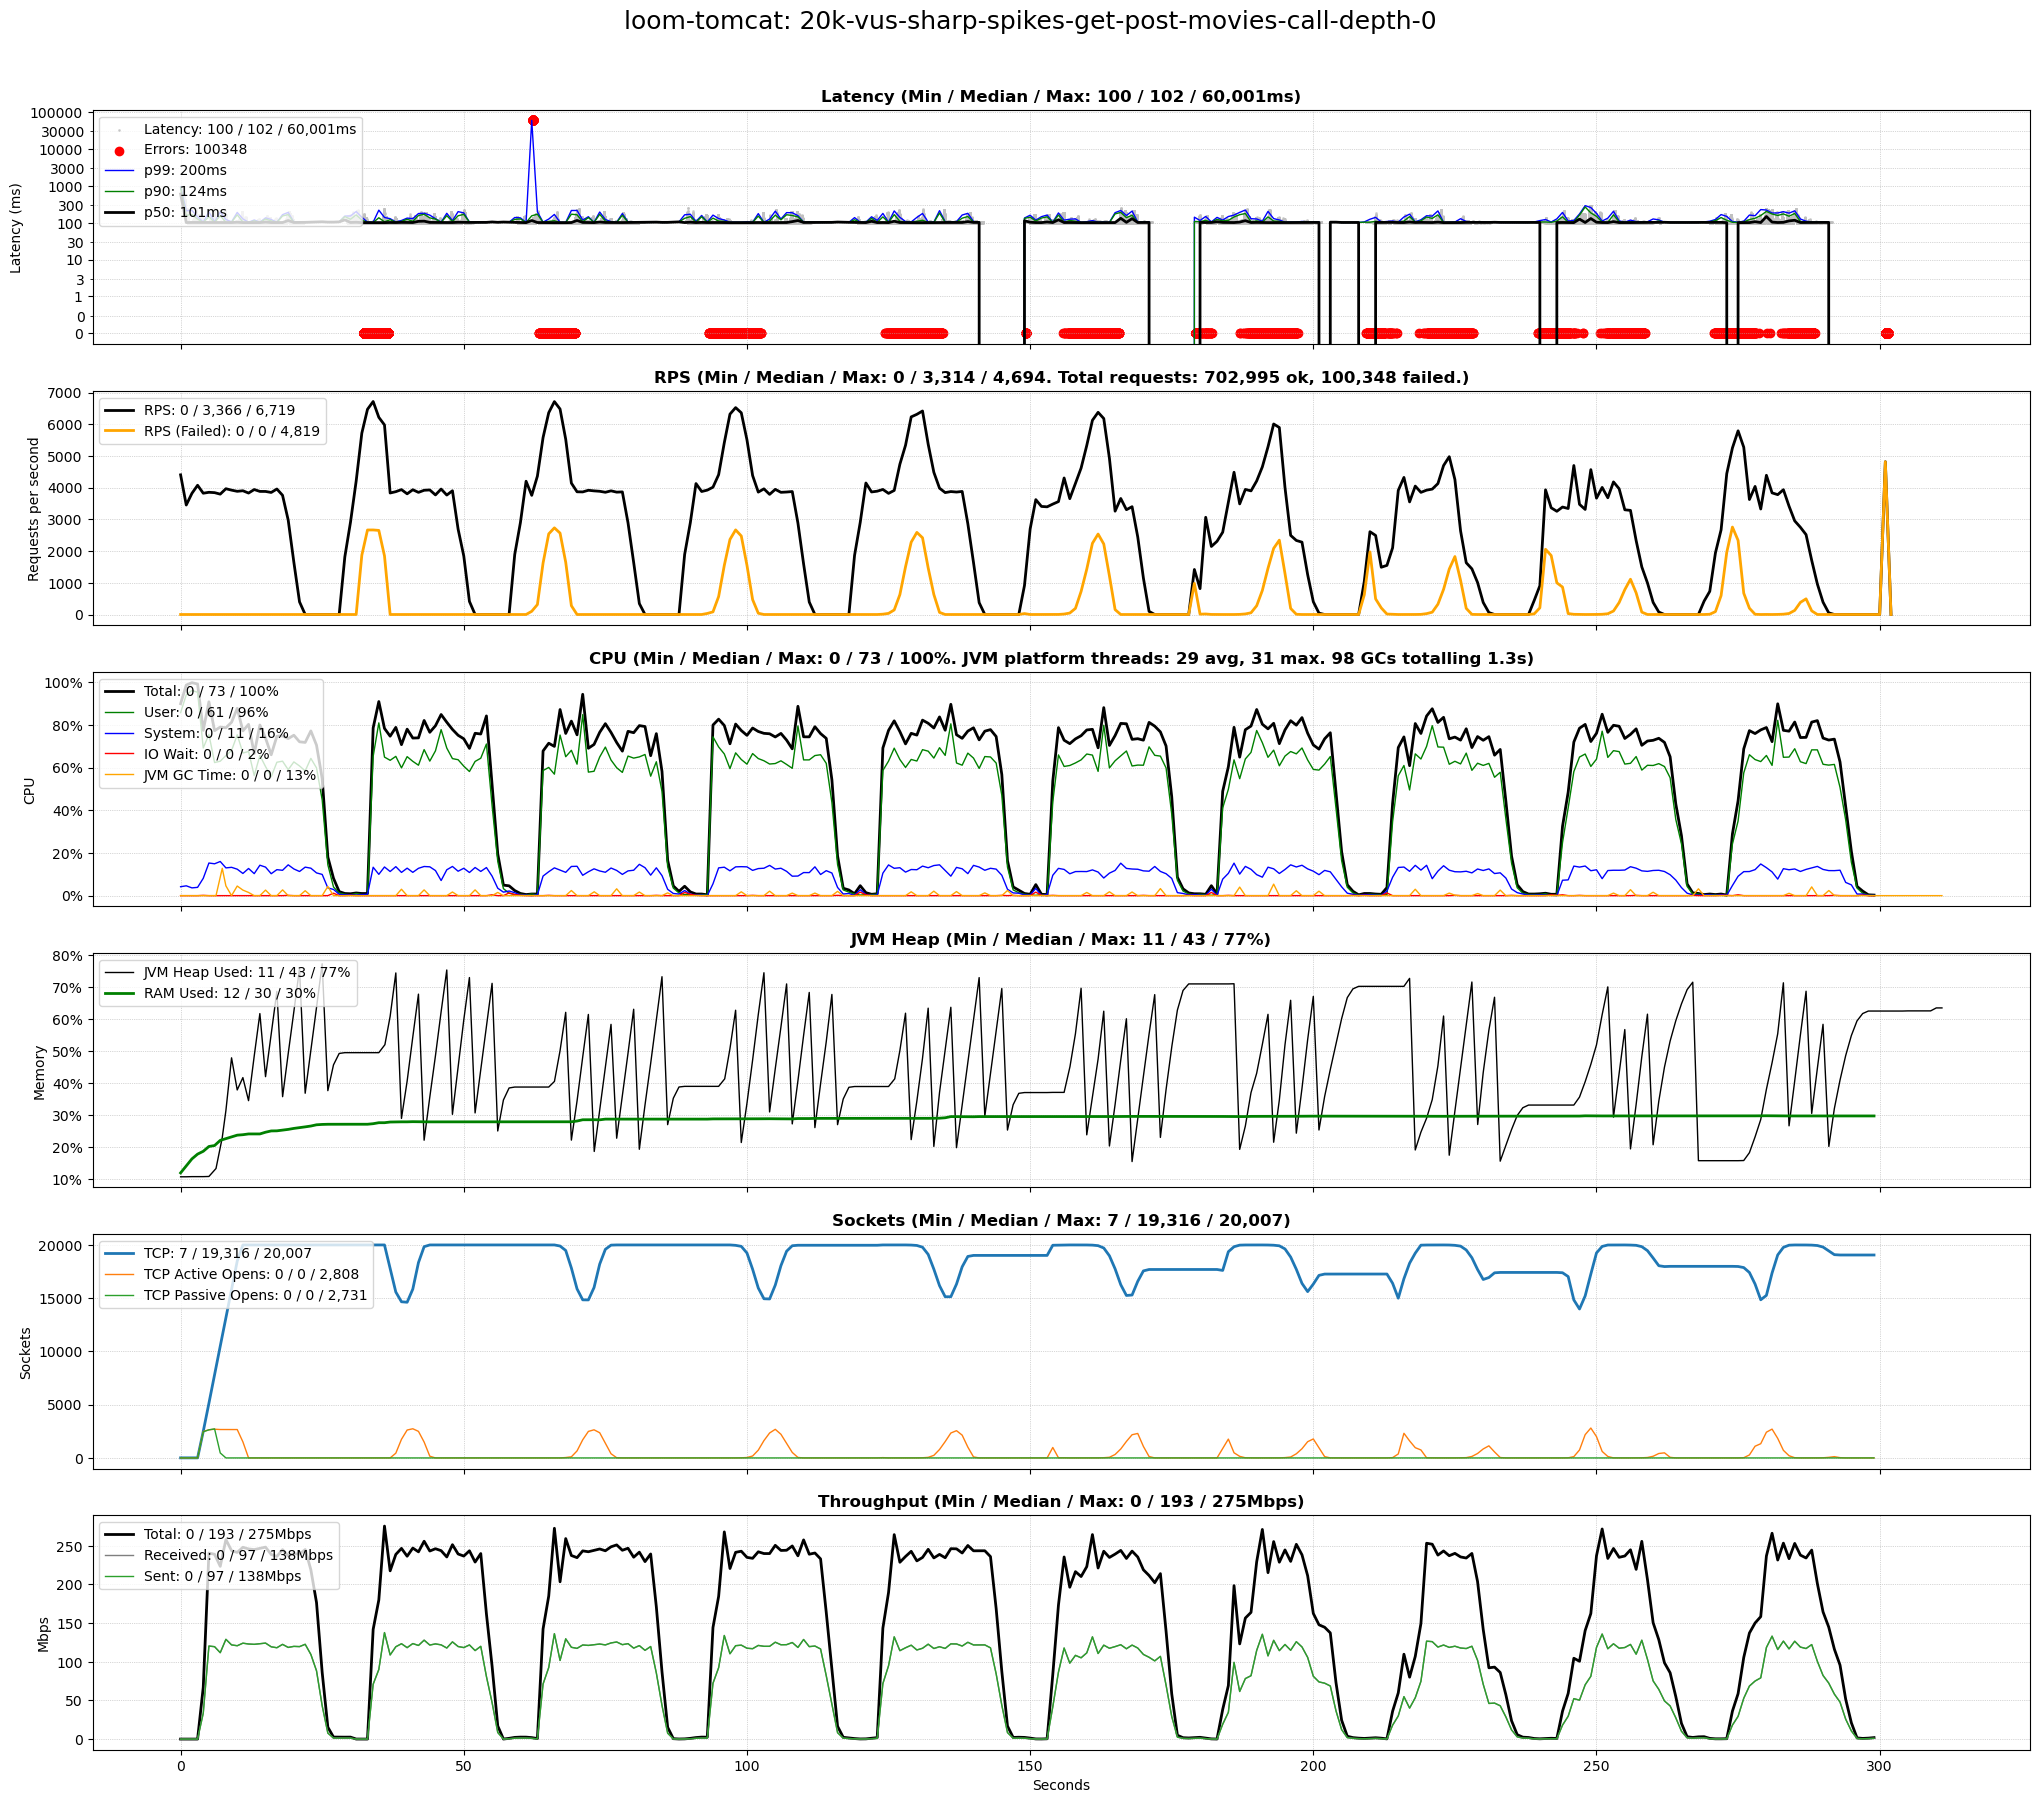 loom-tomcat: 20k-vus-sharp-spikes-get-post-movies-call-depth-0
Latency (Min / Median / Max: 100 / 102 / 60,001ms)
Latency (ms)
100000
30000
10000
3000
1000
300
100
30
10
3
1
0
0
Latency: 100 / 102 / 60,001ms
Errors: 100348
p99: 200ms
p90: 124ms
p50: 101ms
RPS (Min / Median / Max: 0 / 3,314 / 4,694. Total requests: 702,995 ok, 100,348 failed.)
Requests per second
7000
6000
5000
4000
3000
2000
1000
0
RPS: 0 / 3,366 / 6,719
RPS (Failed): 0 / 0 / 4,819
CPU (Min / Median / Max: 0 / 73 / 100%. JVM platform threads: 29 avg, 31 max. 98 GCs totalling 1.3s)
CPU
100%
80%
60%
40%
20%
0%
Total: 0 / 73 / 100%
User: 0 / 61 / 96%
System: 0 / 11 / 16%
IO Wait: 0 / 0 / 2%
JVM GC Time: 0 / 0 / 13%
JVM Heap (Min / Median / Max: 11 / 43 / 77%)
Memory
80%
70%
60%
50%
40%
30%
20%
10%
JVM Heap Used: 11 / 43 / 77%
RAM Used: 12 / 30 / 30%
Sockets (Min / Median / Max: 7 / 19,316 / 20,007)
Sockets
20000
15000
10000
5000
0
TCP: 7 / 19,316 / 20,007
TCP Active Opens: 0 / 0 / 2,808
TCP Passive Opens: 0 / 0 / 2,731
Throughput (Min / Median / Max: 0 / 193 / 275Mbps)
Mbps
250
200
150
100
50
0
Total: 0 / 193 / 275Mbps
Received: 0 / 97 / 138Mbps
Sent: 0 / 97 / 138Mbps
0 50 100 150 200 250 300
Seconds